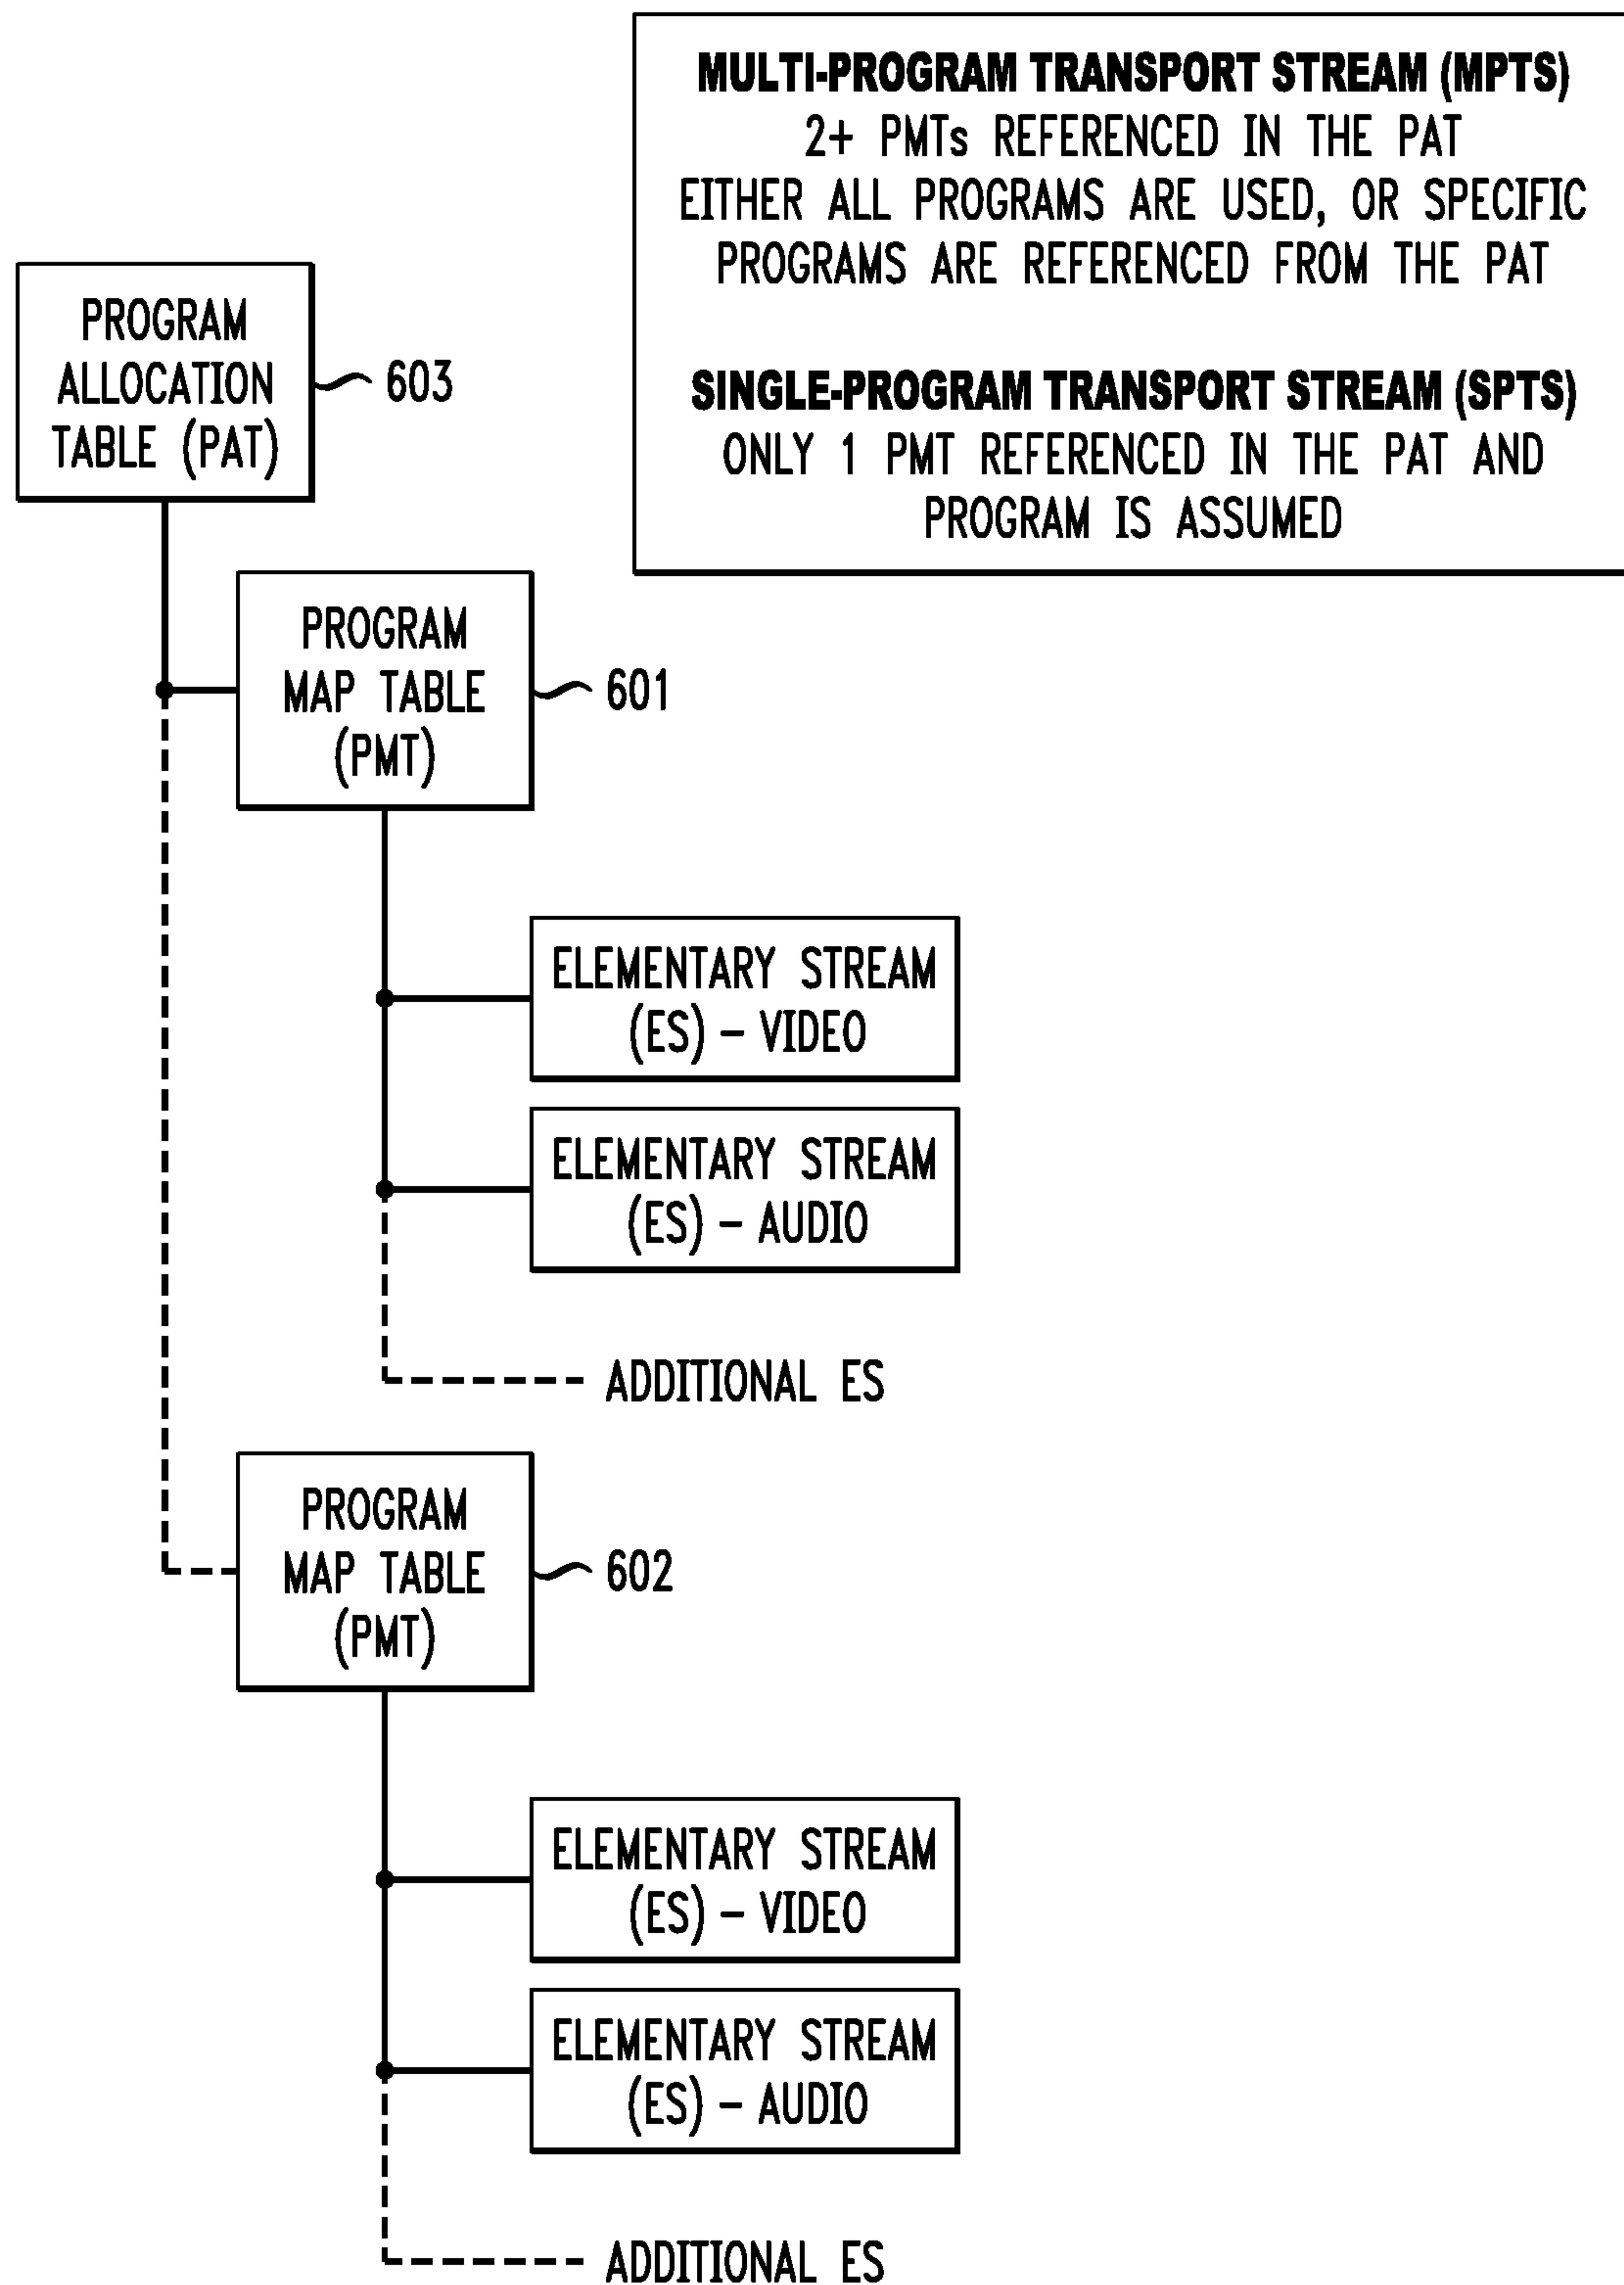 MULTI-PROGRAM TRANSPORT STREAM (MPTS)
2+ PMTs REFERENCED IN THE PAT
EITHER ALL PROGRAMS ARE USED, OR SPECIFIC
PROGRAMS ARE REFERENCED FROM THE PAT
SINGLE-PROGRAM TRANSPORT STREAM (SPTS)
ONLY 1 PMT REFERENCED IN THE PAT AND
PROGRAM IS ASSUMED
PROGRAM
ALLOCATION
TABLE (PAT)
603
PROGRAM
MAP TABLE
(PMT)
601
ELEMENTARY STREAM
(ES) – VIDEO
ELEMENTARY STREAM
(ES) – AUDIO
ADDITIONAL ES
PROGRAM
MAP TABLE
(PMT)
602
ELEMENTARY STREAM
(ES) – VIDEO
ELEMENTARY STREAM
(ES) – AUDIO
ADDITIONAL ES